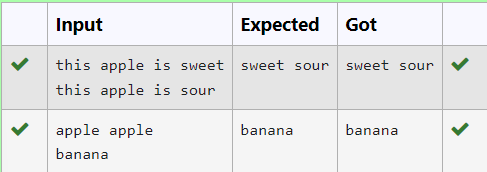 Input Expected Got
this apple is sweet sweet sour sweet sour
this apple is sour
apple apple banana banana
banana